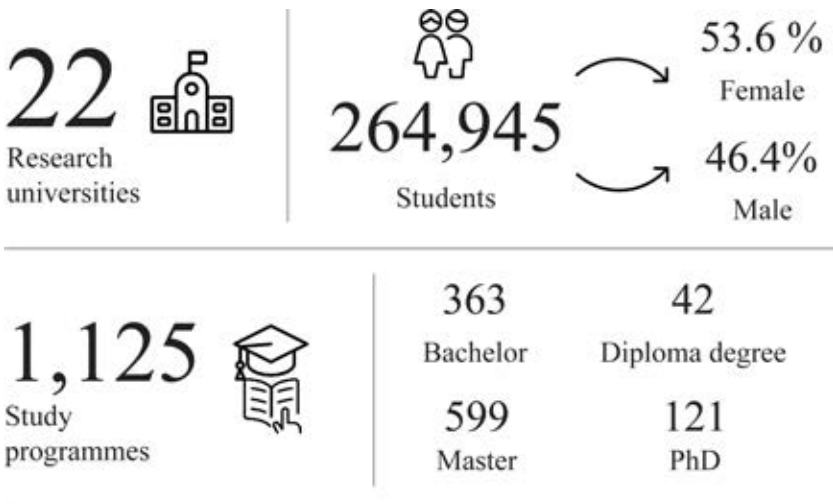 22
Research
universities
264,945
Students
53.6 %
Female
46.4%
Male
1,125
Study
programmes
363
Bachelor
42
Diploma degree
599
Master
121
PhD